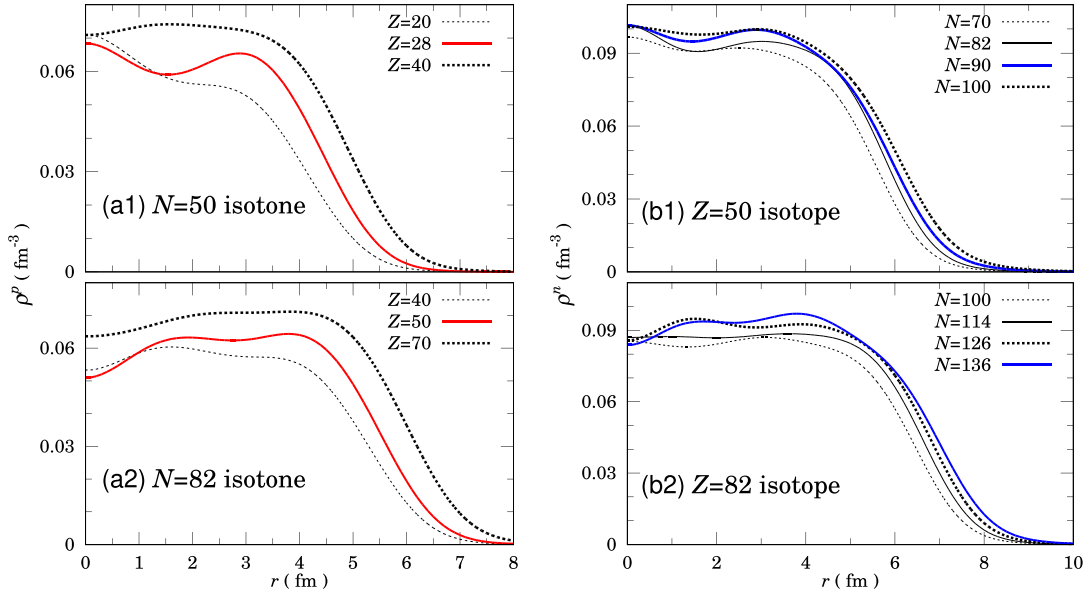 Z=20
Z=28
Z=40
0.06
0.03
0
(a1) N=50 isotone
N=70
N=82
N=90
N=100
0.09
0.06
0.03
0
(b1) Z=50 isotope
ρᵖ ( fm⁻³ )
ρⁿ ( fm⁻³ )
Z=40
Z=50
Z=70
0.06
0.03
0
(a2) N=82 isotone
0 1 2 3 4 5 6 7 8
r ( fm )
N=100
N=114
N=126
N=136
0.09
0.06
0.03
0
(b2) Z=82 isotope
0 2 4 6 8 10
r ( fm )